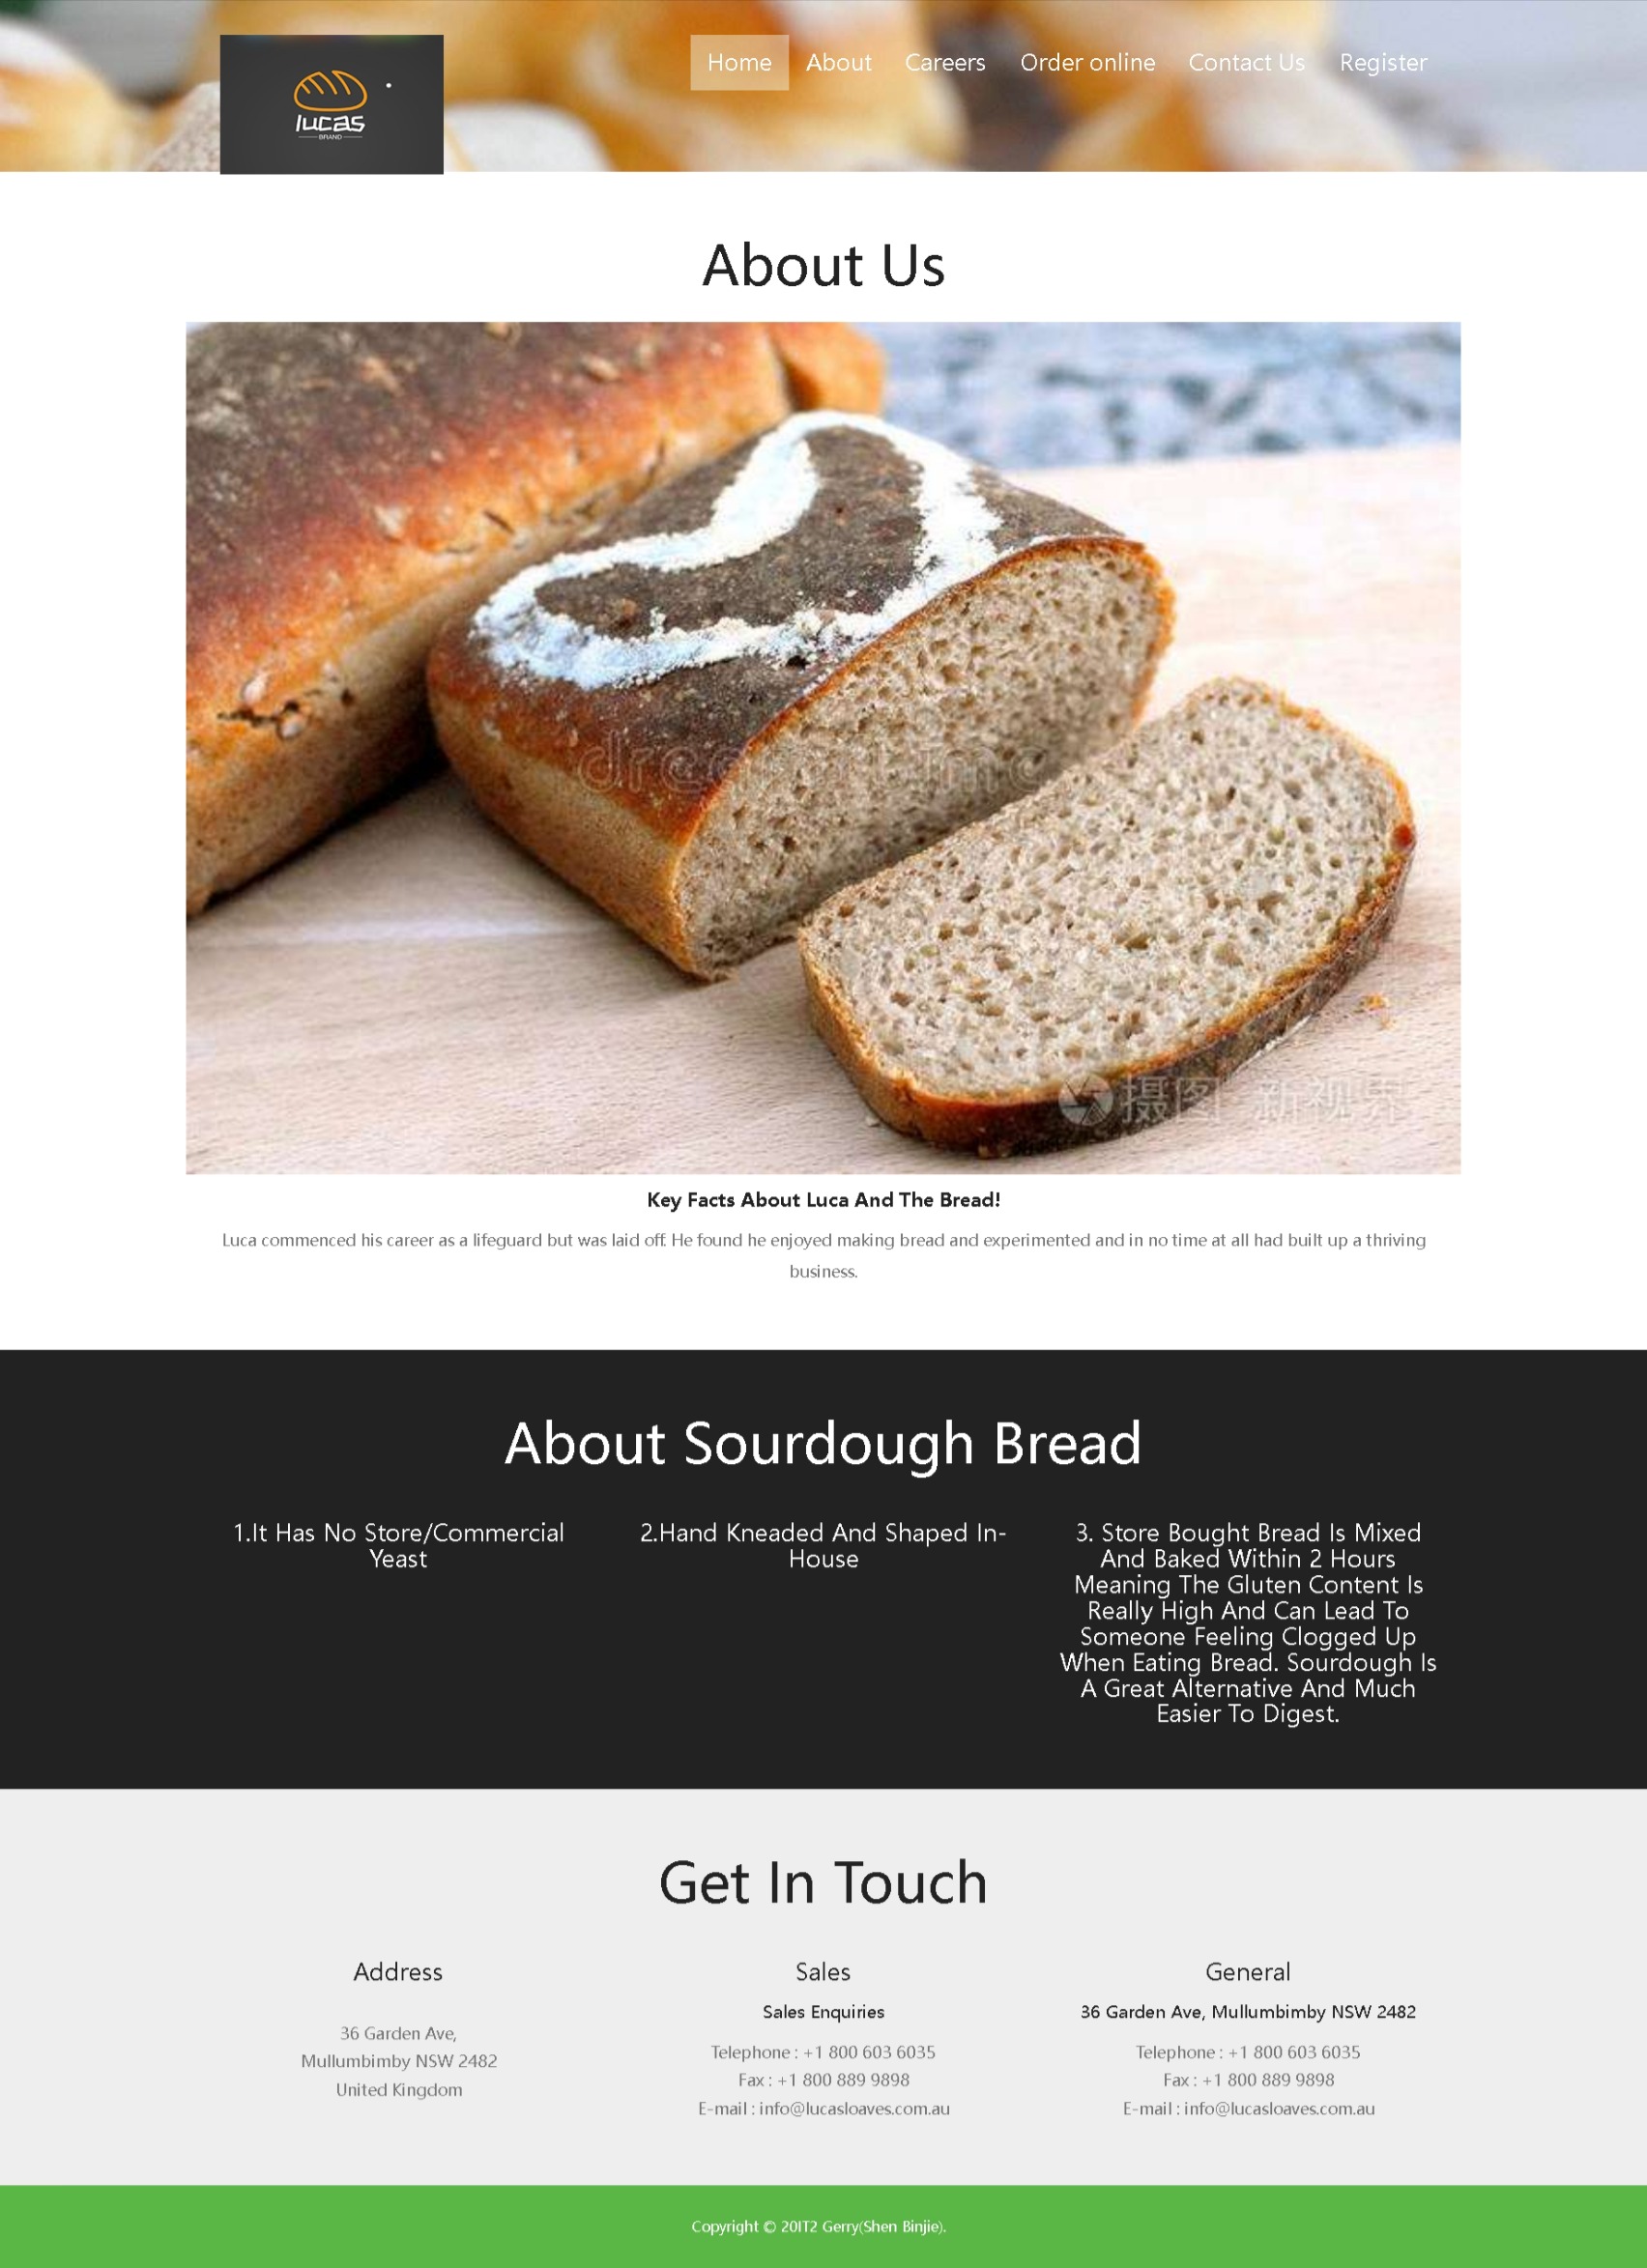 lucas
BRAND
Home About Careers Order online Contact Us Register
About Us
摄图 新视界
Key Facts About Luca And The Bread!
Luca commenced his career as a lifeguard but was laid off. He found he enjoyed making bread and experimented and in no time at all had built up a thriving
business.
About Sourdough Bread
1.It Has No Store/Commercial
Yeast
2.Hand Kneaded And Shaped In-
House
3. Store Bought Bread Is Mixed
And Baked Within 2 Hours
Meaning The Gluten Content Is
Really High And Can Lead To
Someone Feeling Clogged Up
When Eating Bread. Sourdough Is
A Great Alternative And Much
Easier To Digest.
Get In Touch
Address
36 Garden Ave,
Mullumbimby NSW 2482
United Kingdom
Sales
Sales Enquiries
Telephone : +1 800 603 6035
Fax : +1 800 889 9898
E-mail : info@lucasloaves.com.au
General
36 Garden Ave, Mullumbimby NSW 2482
Telephone : +1 800 603 6035
Fax : +1 800 889 9898
E-mail : info@lucasloaves.com.au
Copyright © 20IT2 Gerry(Shen Binjie).